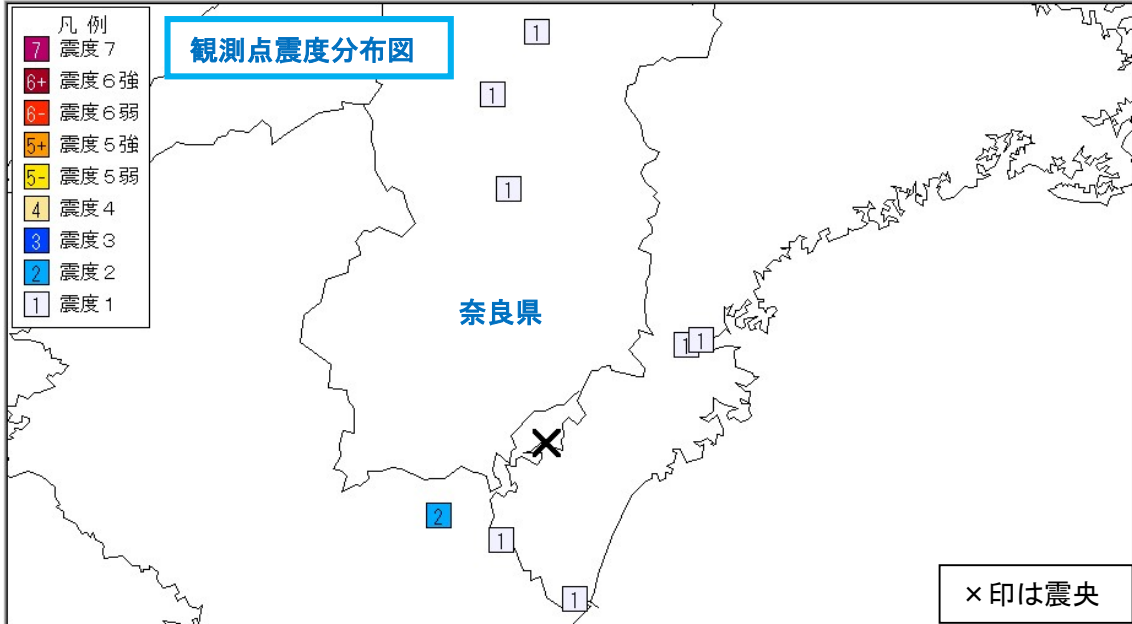 凡 例
7 震度７
6+ 震度６強
6- 震度６弱
5+ 震度５強
5- 震度５弱
4 震度４
3 震度３
2 震度２
1 震度１
観測点震度分布図
1
1
1
奈良県
1
1
2
1
1
×印は震央